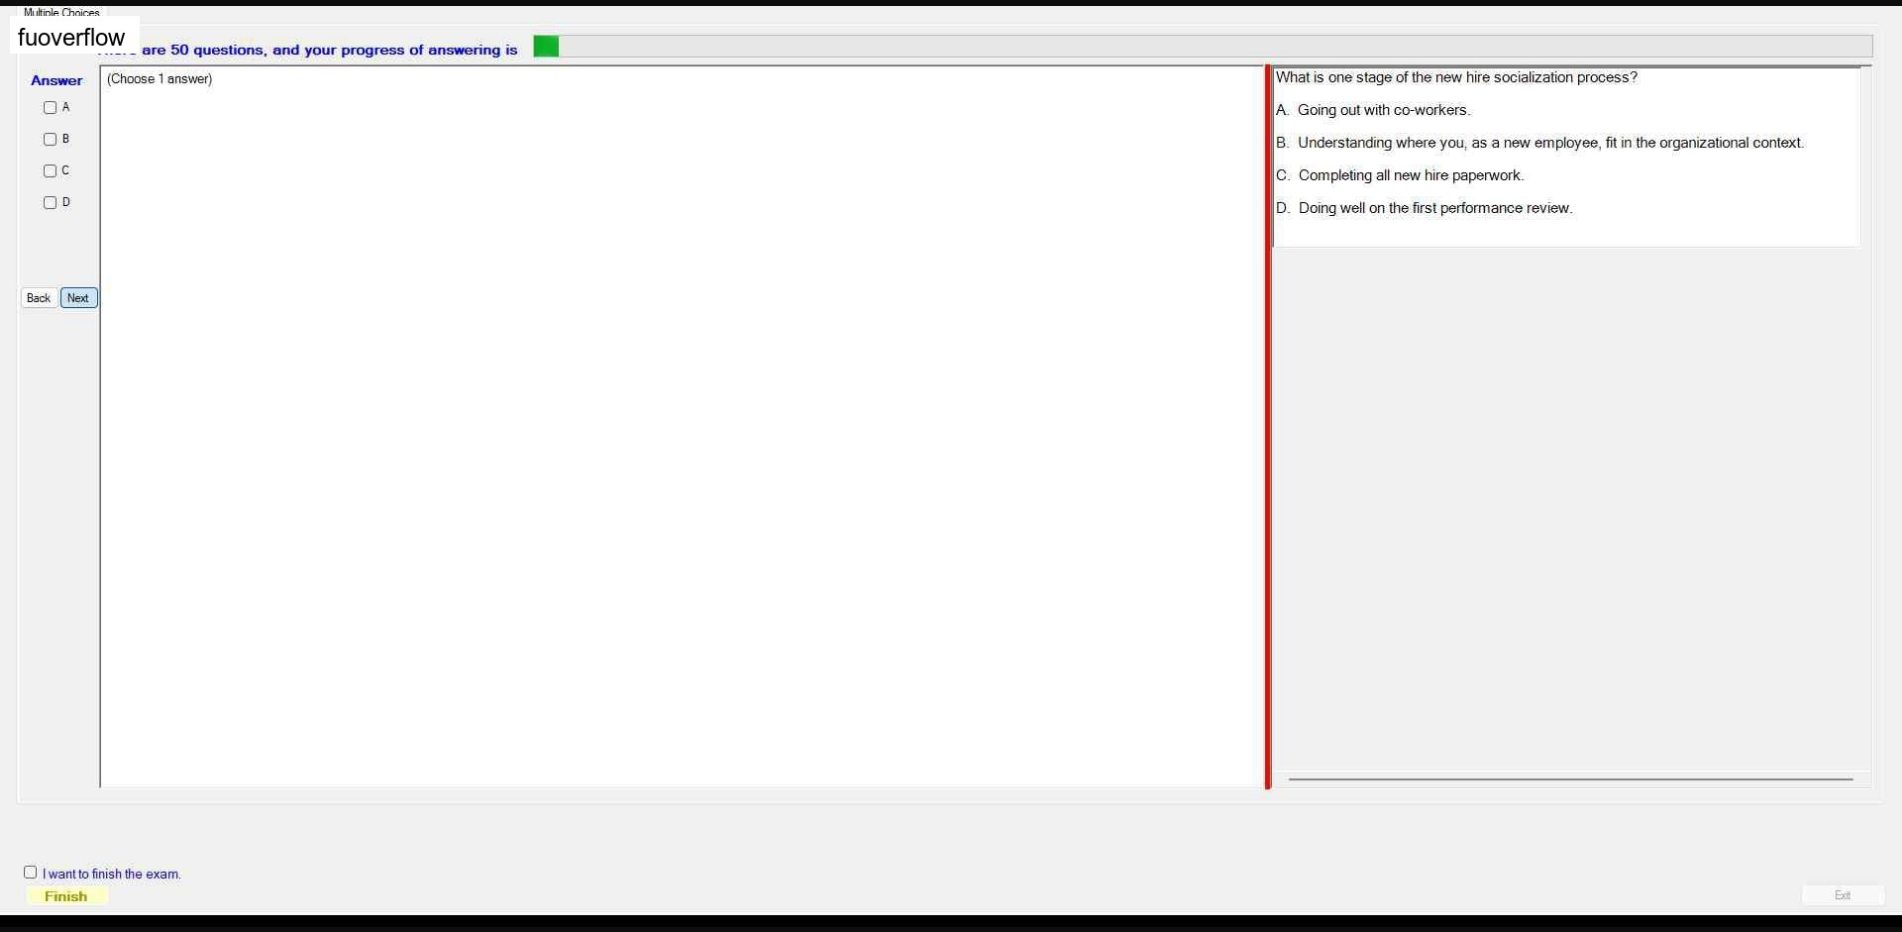 Multiple Choices
fuoverflow
are 50 questions, and your progress of answering is
Answer
(Choose 1 answer)
A
B
C
D
Back
Next
What is one stage of the new hire socialization process?
A. Going out with co-workers.
B. Understanding where you, as a new employee, fit in the organizational context.
C. Completing all new hire paperwork.
D. Doing well on the first performance review.
I want to finish the exam.
Finish
Exit